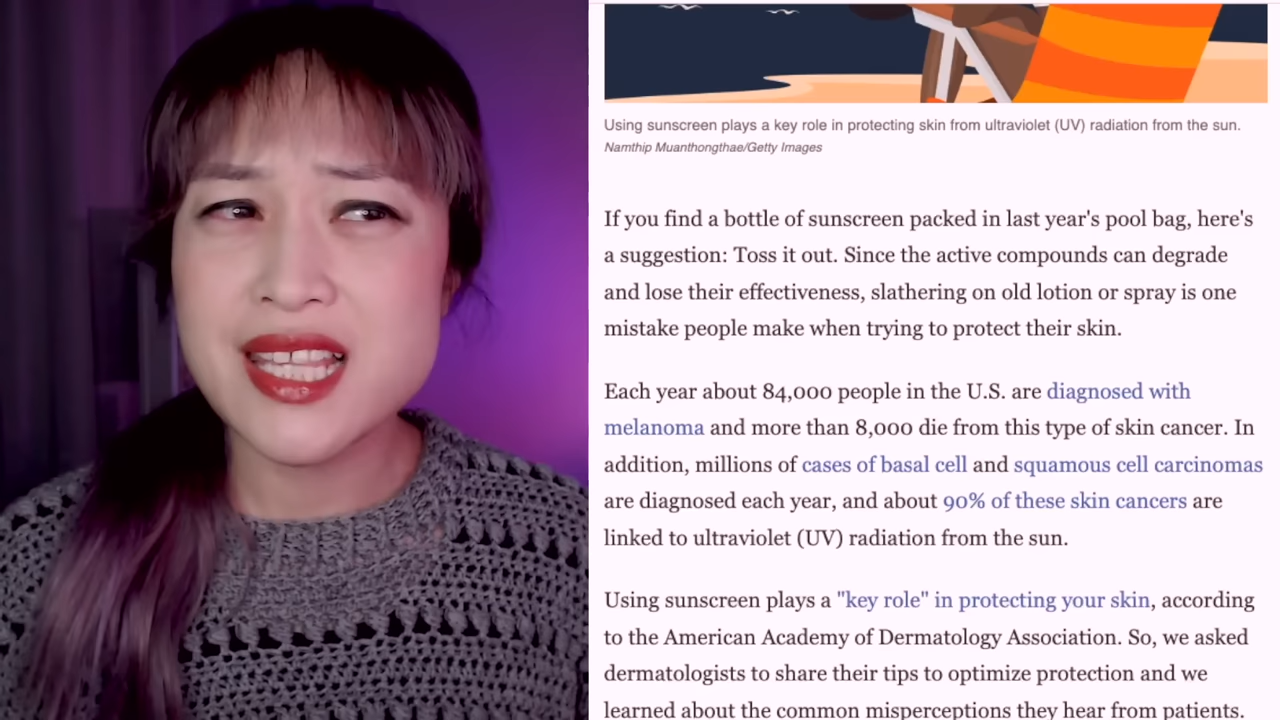 Using sunscreen plays a key role in protecting skin from ultraviolet (UV) radiation from the sun.
Namthip Muanthongthae/Getty Images
If you find a bottle of sunscreen packed in last year's pool bag, here's
a suggestion: Toss it out. Since the active compounds can degrade
and lose their effectiveness, slathering on old lotion or spray is one
mistake people make when trying to protect their skin.
Each year about 84,000 people in the U.S. are diagnosed with
melanoma and more than 8,000 die from this type of skin cancer. In
addition, millions of cases of basal cell and squamous cell carcinomas
are diagnosed each year, and about 90% of these skin cancers are
linked to ultraviolet (UV) radiation from the sun.
Using sunscreen plays a "key role" in protecting your skin, according
to the American Academy of Dermatology Association. So, we asked
dermatologists to share their tips to optimize protection and we
learned about the common misperceptions they hear from patients.